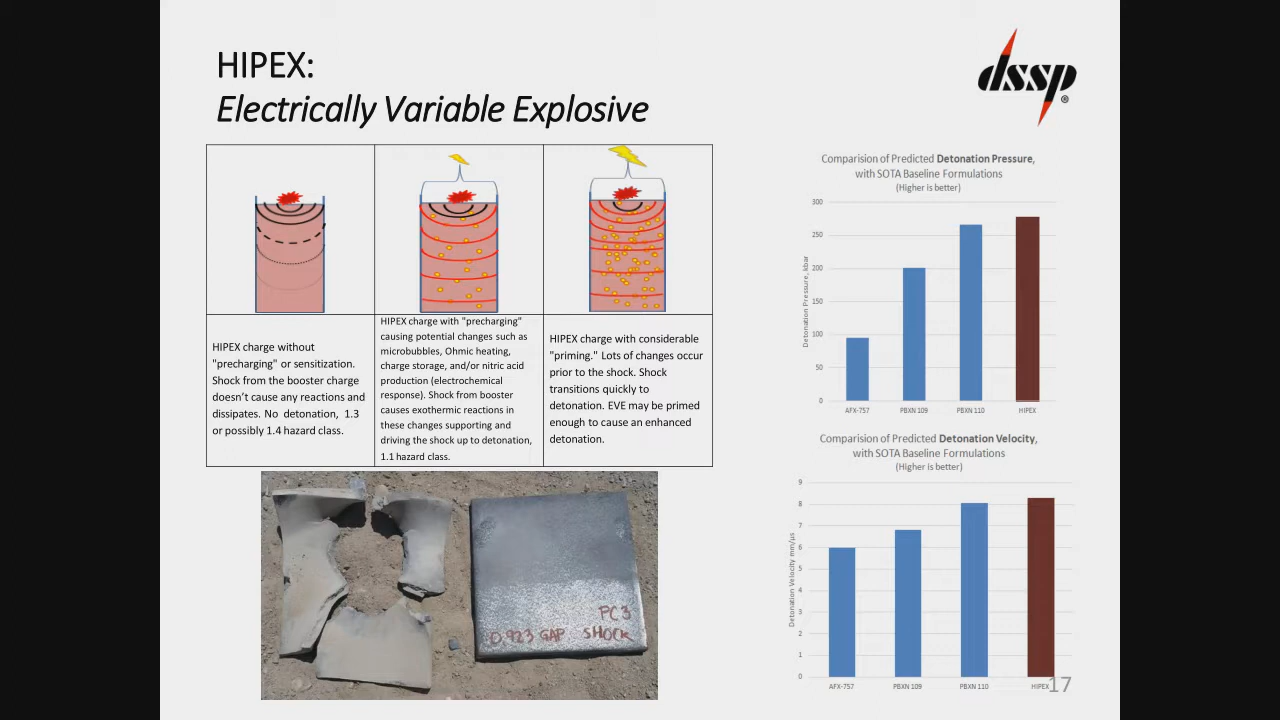 HIPEX:
Electrically Variable Explosive
dssp
®
HIPEX charge without
"precharging" or sensitization.
Shock from the booster charge
doesn't cause any reactions and
dissipates. No detonation, 1.3
or possibly 1.4 hazard class.
HIPEX charge with "precharging"
causing potential changes such as
microbubbles, Ohmic heating,
charge storage, and/or nitric acid
production (electrochemical
response). Shock from booster
causes exothermic reactions in
these changes supporting and
driving the shock up to detonation,
1.1 hazard class.
HIPEX charge with considerable
"priming." Lots of changes occur
prior to the shock. Shock
transitions quickly to
detonation. EVE may be primed
enough to cause an enhanced
detonation.
PC3
0.923 GAP SHOCK
Comparision of Predicted Detonation Pressure,
with SOTA Baseline Formulations
(Higher is better)
Detonation Pressure, kbar
300
250
200
150
100
50
0
AFX-757 PBXN 109 PBXN 110 HIPEX
Comparision of Predicted Detonation Velocity,
with SOTA Baseline Formulations
(Higher is better)
Detonation Velocity mm/µs
9
8
7
6
5
4
3
2
1
0
AFX-757 PBXN 109 PBXN 110 HIPEX
17